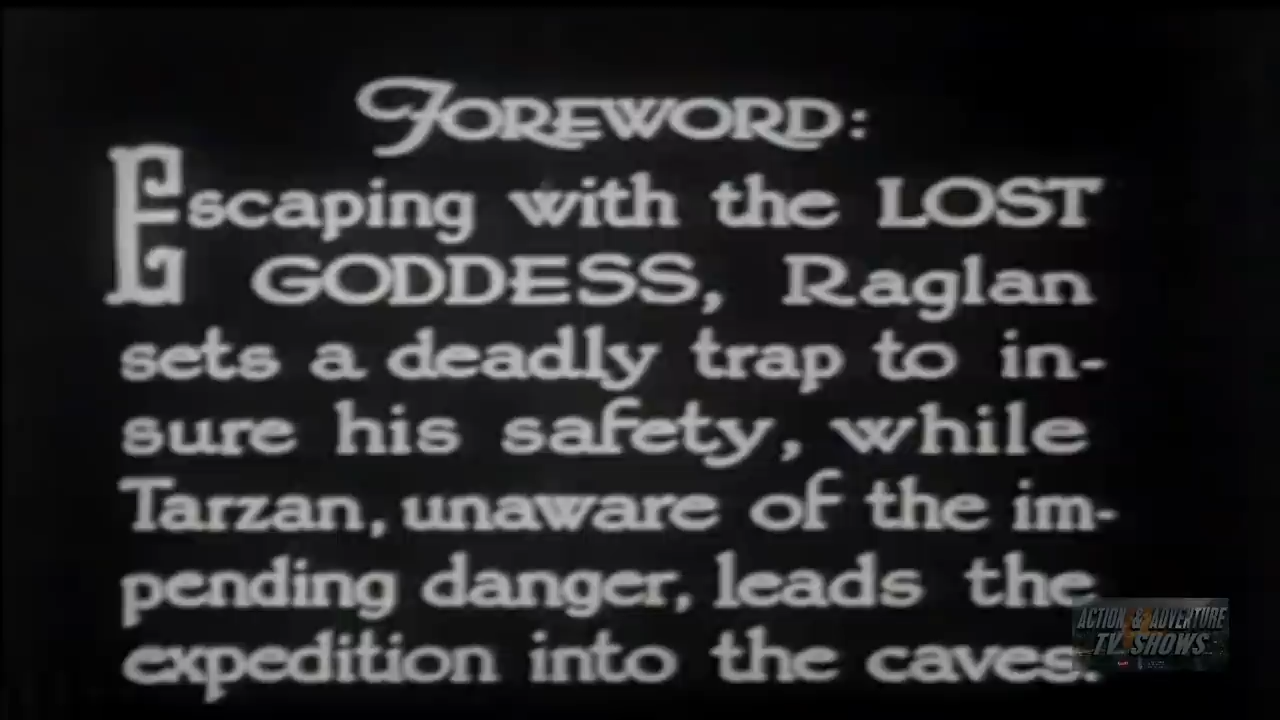 FOREWORD:
Escaping with the LOST
GODDESS, Raglan
sets a deadly trap to in-
sure his safety, while
Tarzan, unaware of the im-
pending danger, leads the
expedition into the caves.
ACTION & ADVENTURE
TV SHOWS